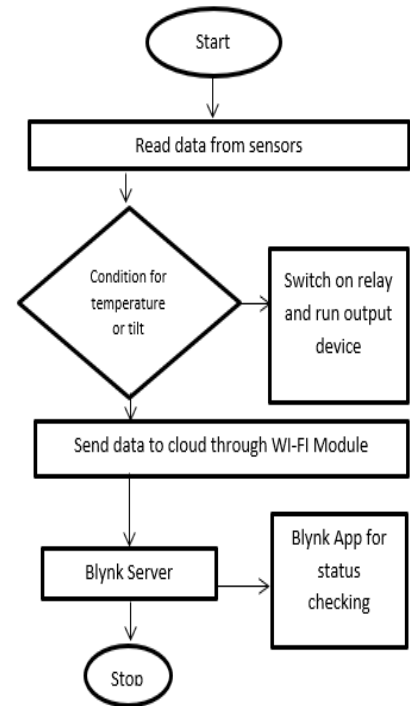 Start
Read data from sensors
Condition for
temperature
or tilt
Switch on relay
and run output
device
Send data to cloud through WI-FI Module
Blynk Server
Blynk App for
status
checking
Stop